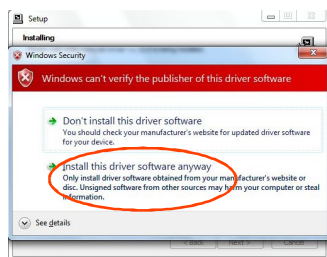 Setup
Installing
Windows Security
Windows can't verify the publisher of this driver software
Don't install this driver software
You should check your manufacturer's website for updated driver software
for your device.
Install this driver software anyway
Only install driver software obtained from your manufacturer's website or
disc. Unsigned software from other sources may harm your computer or steal
information.
See details
< Back Next > Cancel